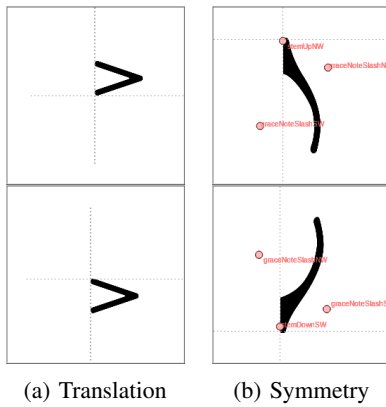 stemUpNW
graceNoteSlashN
graceNoteSlashSW
graceNoteSlashNW
graceNoteSlashS
stemDownSW
(a) Translation
(b) Symmetry